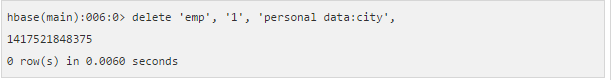 hbase(main):006:0> delete 'emp', '1', 'personal data:city',
1417521848375
0 row(s) in 0.0060 seconds